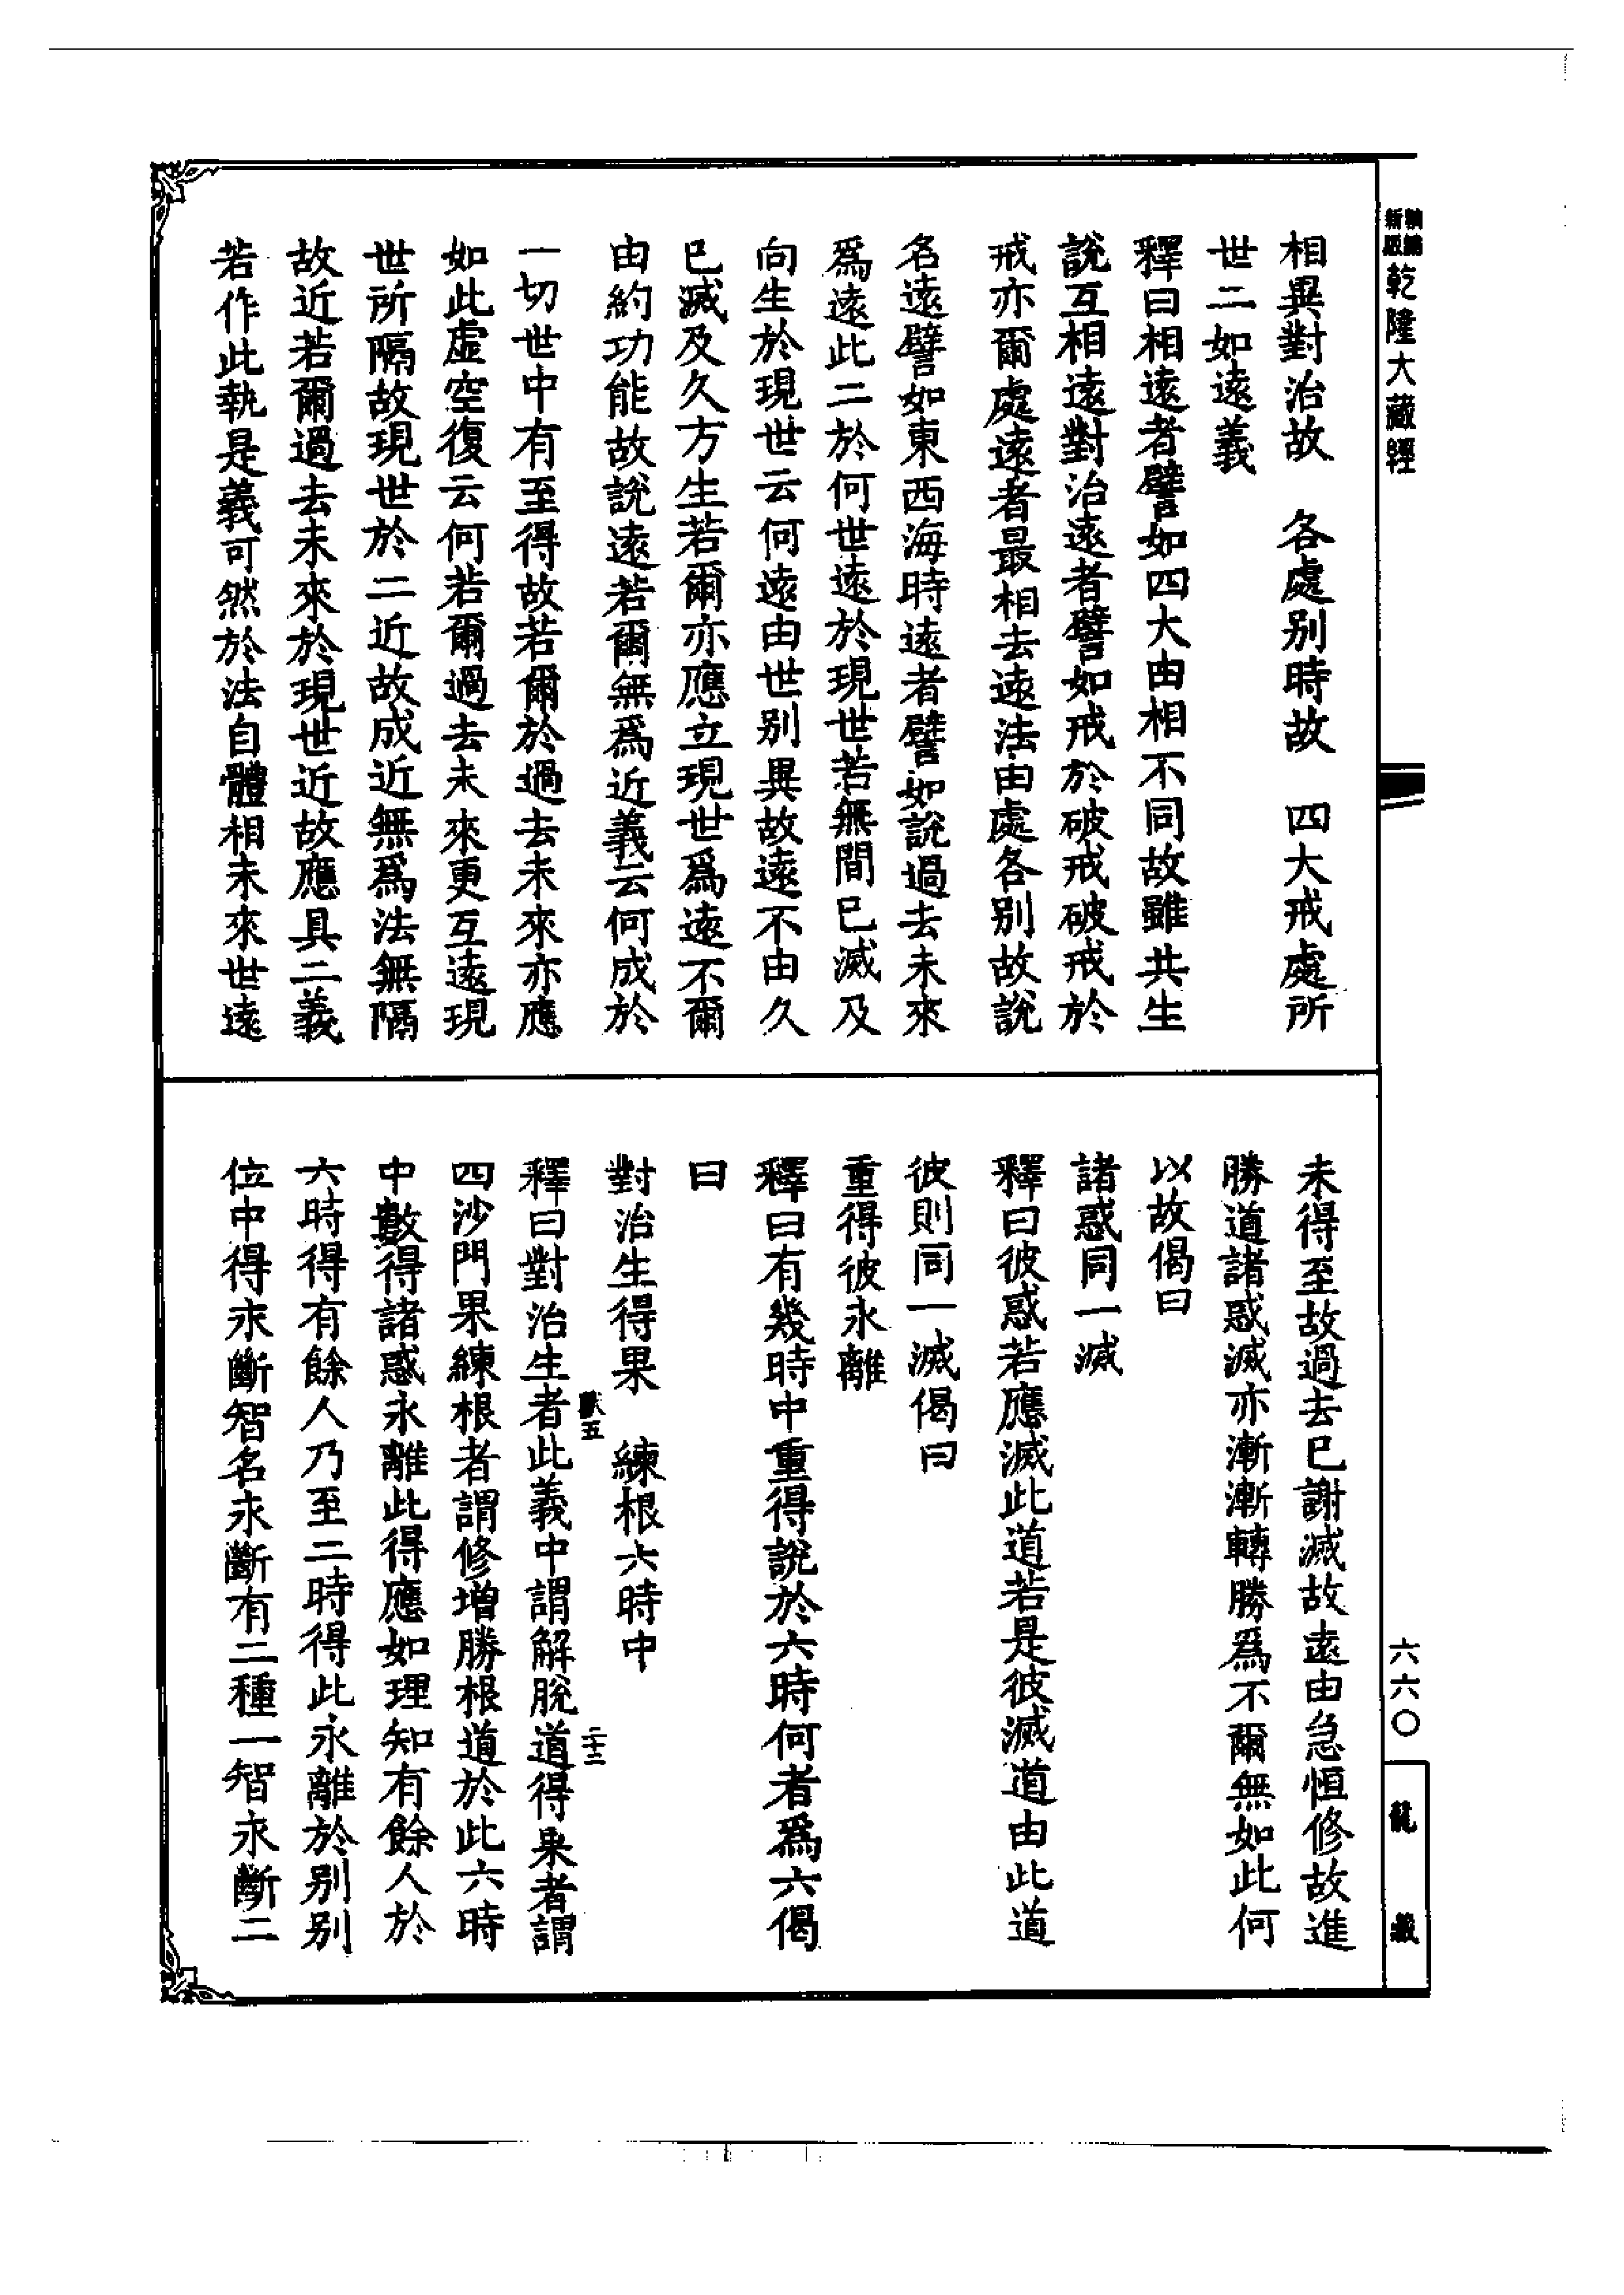 乾隆大藏經
相異對治故　各處別時故　四大戒處所
世二如遠義
釋曰相遠者譬如四大由相不同故雖共生
說互相遠對治遠者譬如戒於破戒破戒於
戒亦爾處遠者最相去遠法由處各別故說
名遠譬如東西海時遠者譬如說過去未來
爲遠此二於何世遠於現世若無間已滅及
向生於現世云何遠由世別異故遠不由久
已滅及久方生若爾亦應立現世爲遠不爾
由約功能故說遠若爾無爲近義云何成於
一切世中有至得故若爾於過去未來亦應
如此虛空復云何若爾過去未來更互遠現
世所隔故現世於二近故成近無爲法無隔
故近若爾過去未來於現世近故應具二義
若作此執是義可然於法自體相未來世遠
未得至故過去已謝滅故遠由急恒修故進
勝道諸惑滅亦漸漸轉勝爲不爾無如此何
以故偈曰
諸惑同一滅
釋曰彼惑若應滅此道若是彼滅道由此道
彼則同一滅偈曰
重得彼永離
釋曰有幾時中重得說於六時何者爲六偈
曰
對治生得果　練根六時中
釋曰對治生者此義中謂解脫道得果者謂
四沙門果練根者謂修增勝根道於此六時
中數得諸惑永離此得應如理知有餘人於
六時得有餘人乃至二時得此永離於別別
位中得永斷智名永斷有二種一智永斷二
六六〇
龍藏